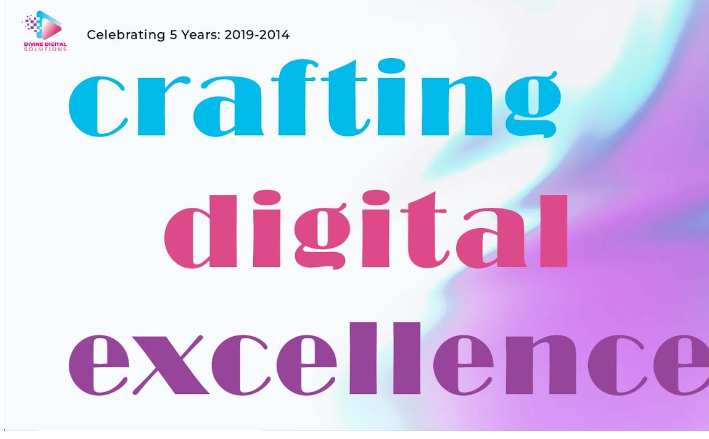 DIVINE DIGITAL
SOLUTIONS
Celebrating 5 Years: 2019-2014
crafting
digital
excellence